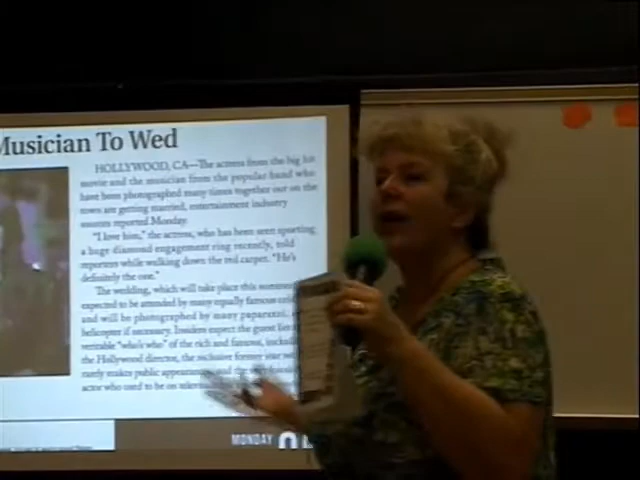 Musician To Wed
HOLLYWOOD, CA—The actress from the big hit
movie and the musician from the popular band who
have been photographed many times together out on the
town are getting married, entertainment industry
sources reported Monday.
"I love him," the actress, who has been seen sporting
a huge diamond engagement ring recently, told
reporters while walking down the red carpet. "He's
definitely the one."
The wedding, which will take place this summer
expected to be attended by many equally famous
and will be photographed by many paparazzi,
helicopter if necessary. Insiders expect the guest list
veritable "who's who" of the rich and famous, including
the Hollywood director, the reclusive former star
rarely makes public appearances
actor who used to be on television
MONDAY